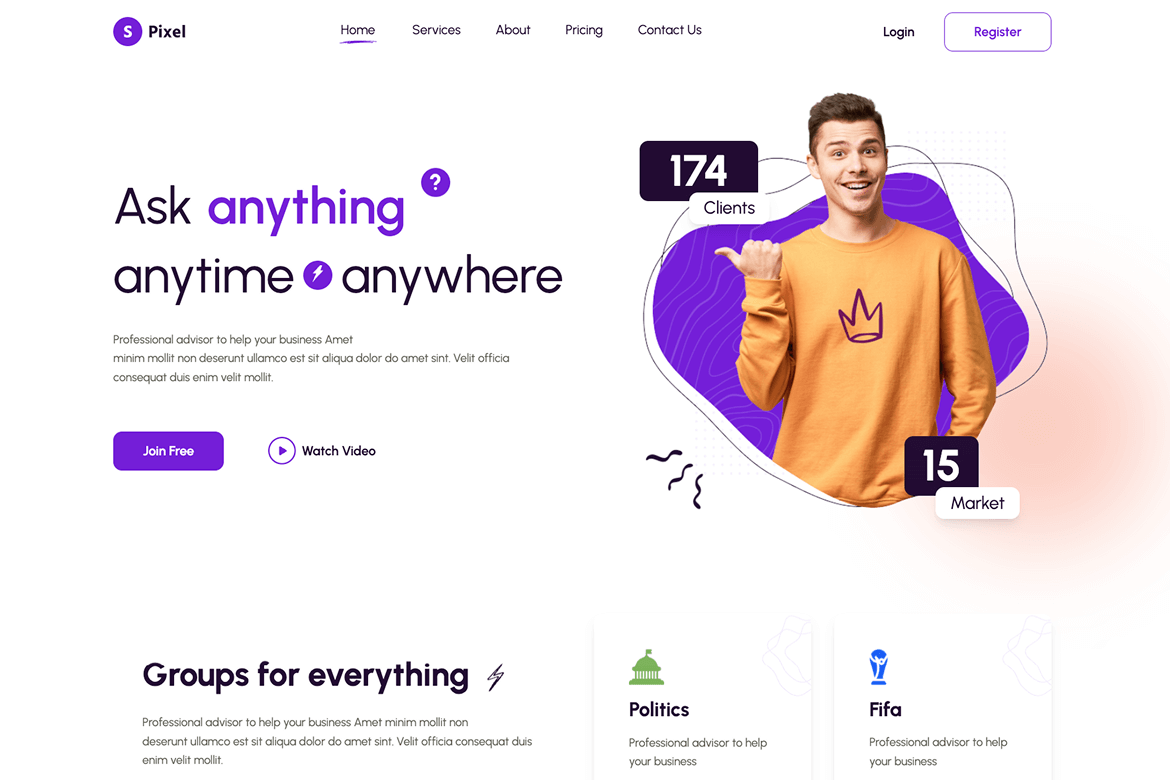 S Pixel
Home Services About Pricing Contact Us
Login
Register
Ask anything ?
anytime anywhere
Professional advisor to help your business Amet
minim mollit non deserunt ullamco est sit aliqua dolor do amet sint. Velit officia
consequat duis enim velit mollit.
Join Free
Watch Video
174
Clients
15
Market
Groups for everything
Professional advisor to help your business Amet minim mollit non
deserunt ullamco est sit aliqua dolor do amet sint. Velit officia consequat duis
enim velit mollit.
Politics
Professional advisor to help
your business
Fifa
Professional advisor to help
your business